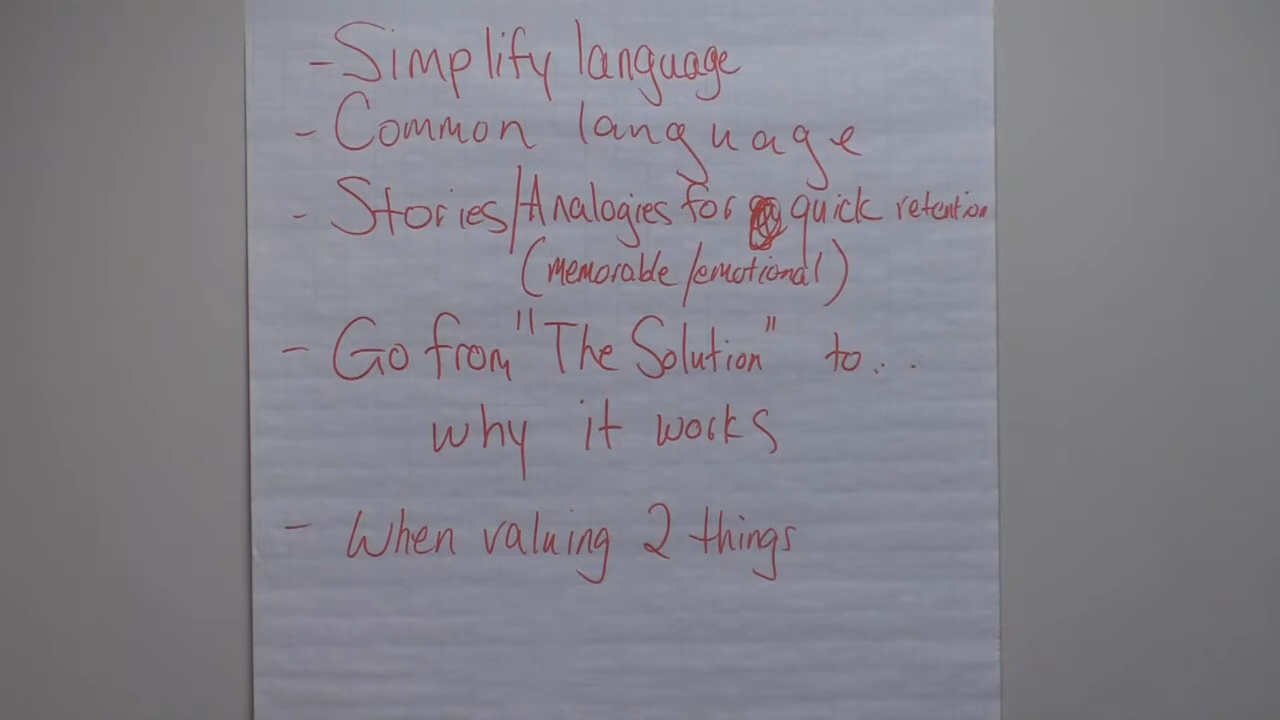 - Simplify language
- Common language
- Stories/Analogies for quick retention
(memorable/emotional)
- Go from "The Solution" to...
why it works
- When valuing 2 things